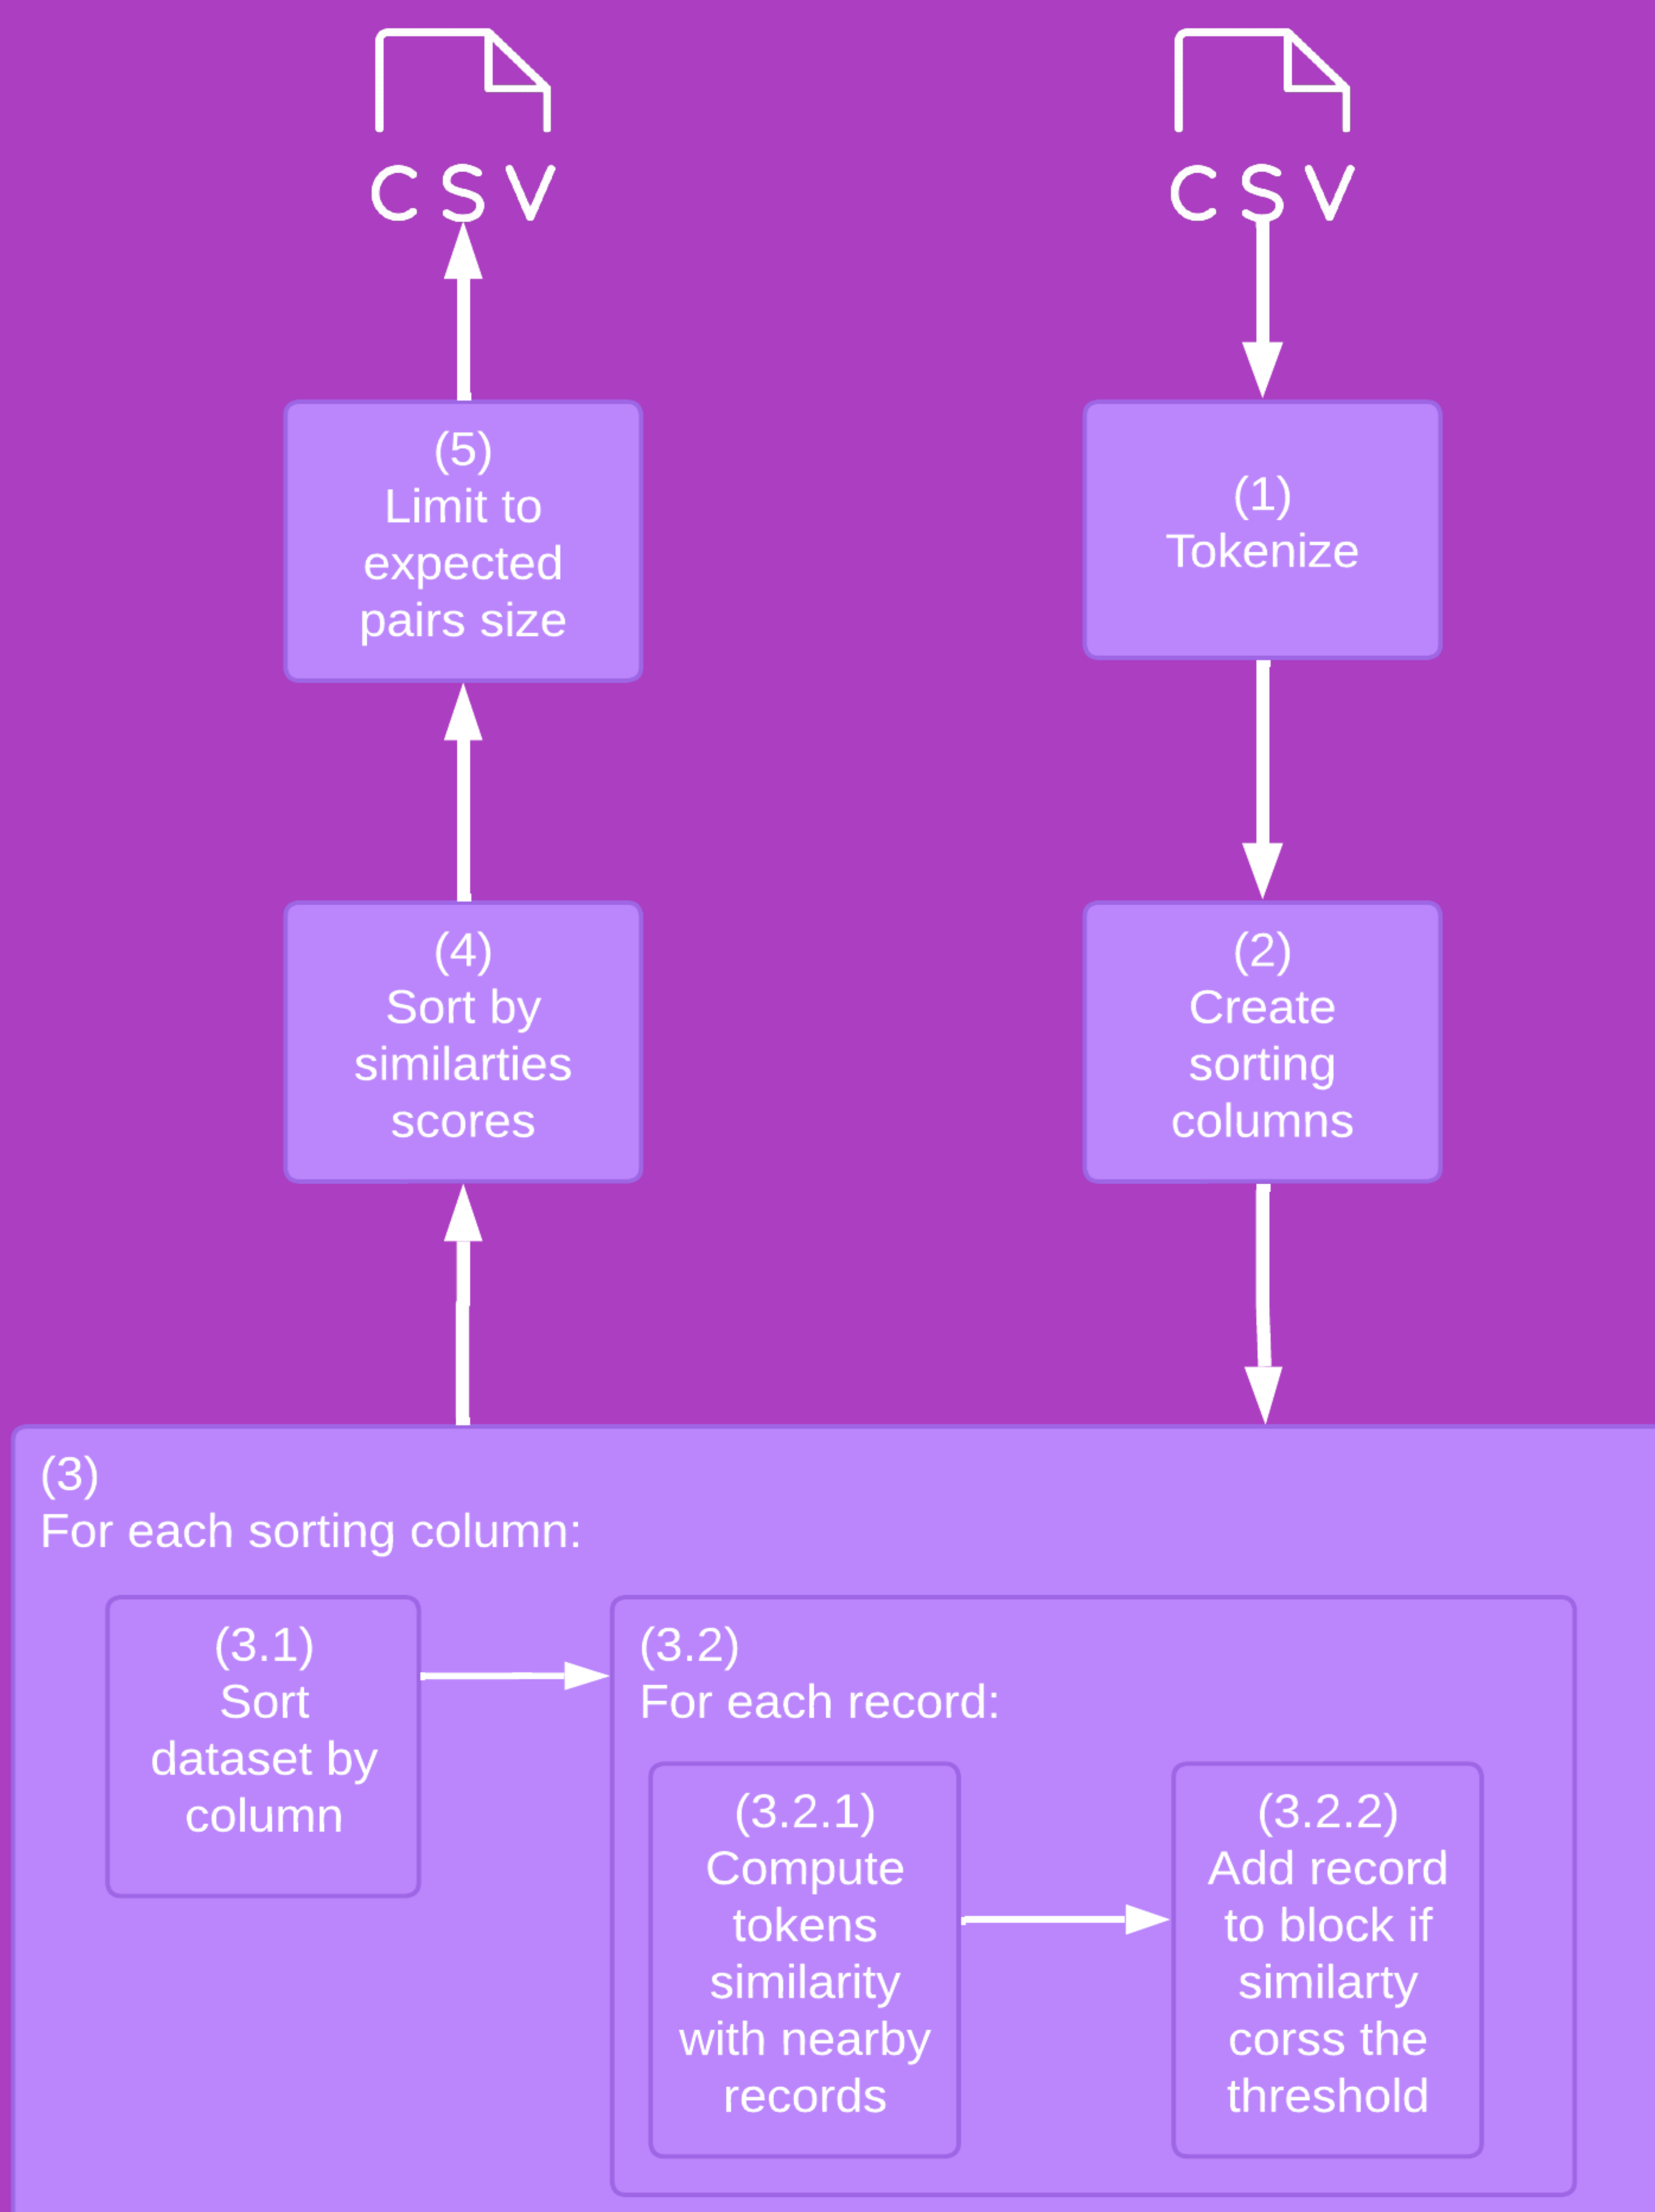 CSV
CSV
(5)
Limit to
expected
pairs size
(1)
Tokenize
(4)
Sort by
similarties
scores
(2)
Create
sorting
columns
(3)
For each sorting column:
(3.1)
Sort
dataset by
column
(3.2)
For each record:
(3.2.1)
Compute
tokens
similarity
with nearby
records
(3.2.2)
Add record
to block if
similarty
corss the
threshold